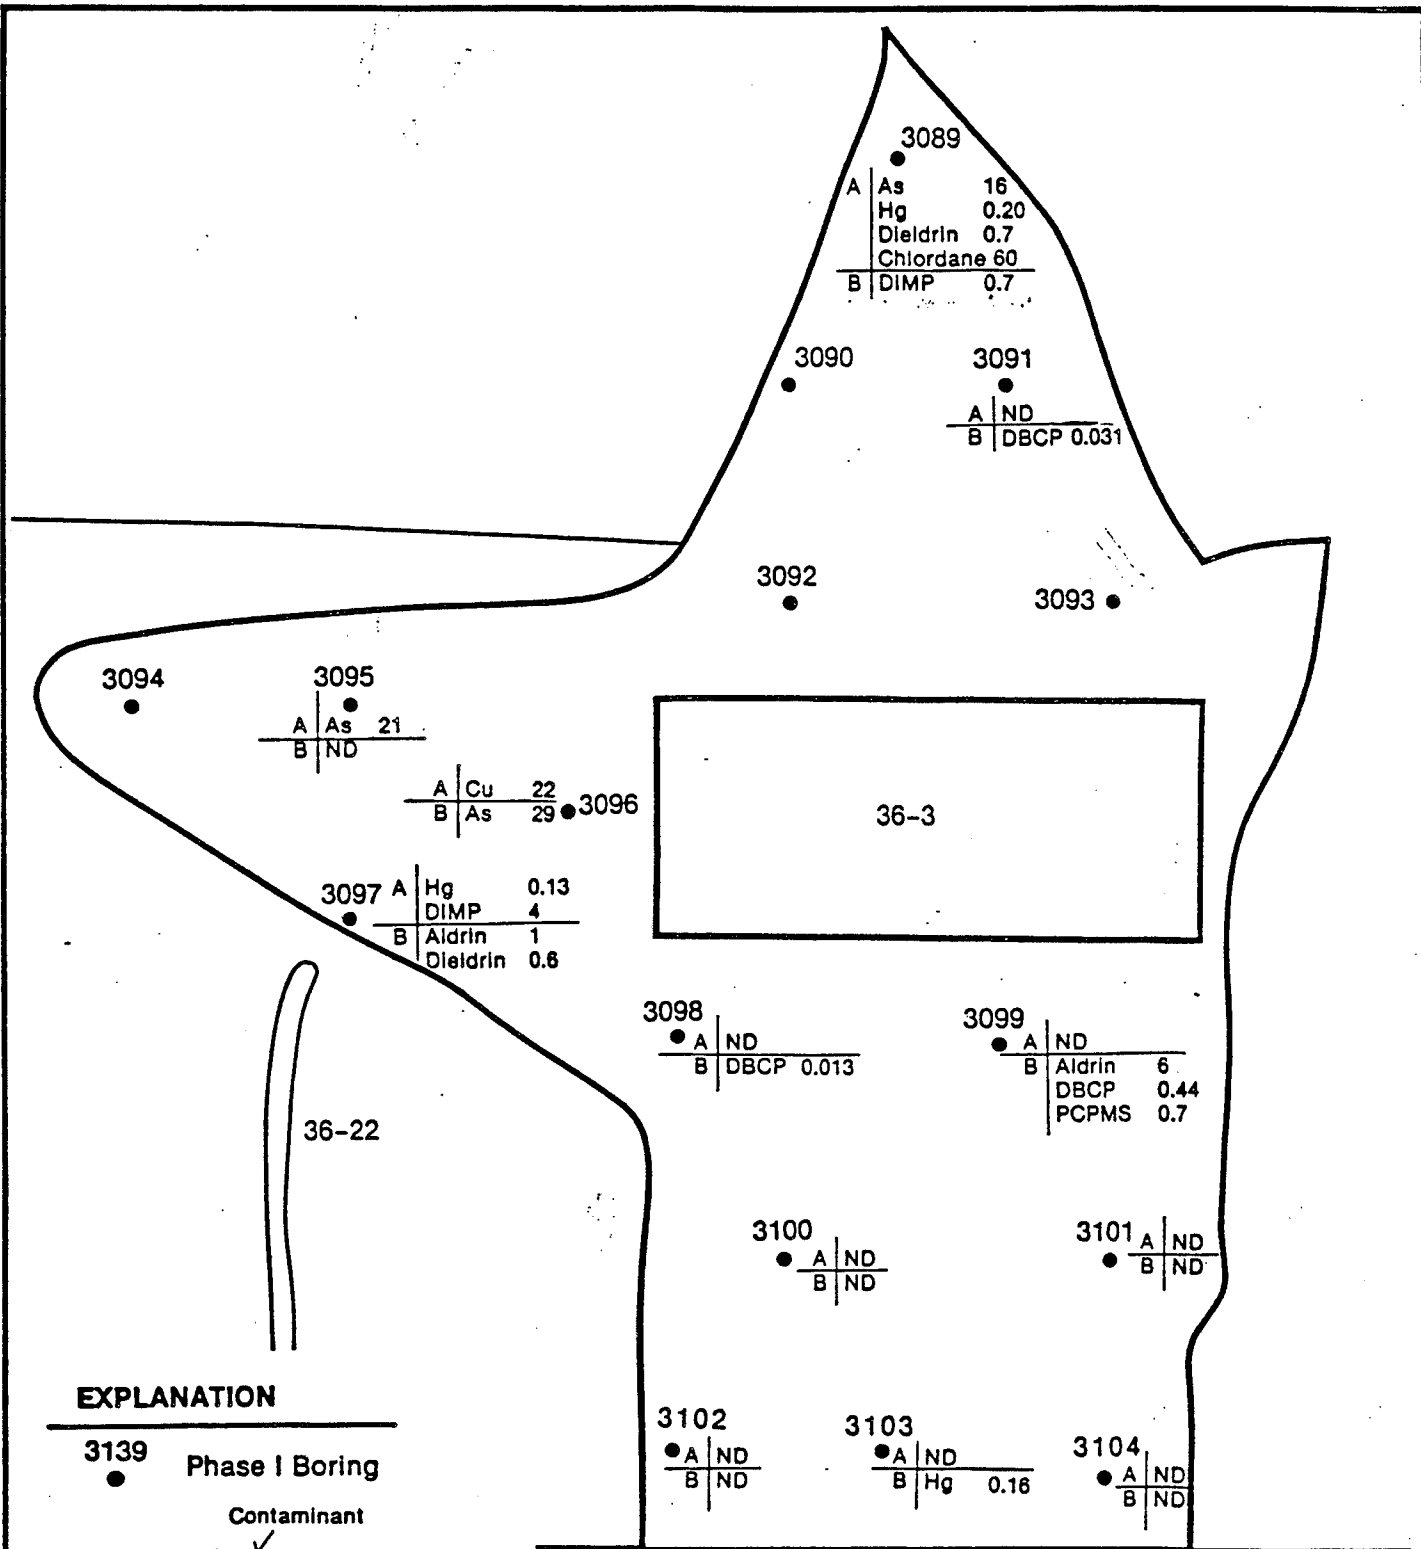 3089
A As 16
Hg 0.20
Dieldrin 0.7
Chlordane 60
B DIMP 0.7
3090
3091
A ND
B DBCP 0.031
3092
3093
3094
3095
A As 21
B ND
A Cu 22
B As 29
3096
36-3
3097
A Hg 0.13
DIMP 4
B Aldrin 1
Dieldrin 0.6
3098
A ND
B DBCP 0.013
3099
A ND
B Aldrin 6
DBCP 0.44
PCPMS 0.7
36-22
3100
A ND
B ND
3101
A ND
B ND
EXPLANATION
3139
Phase I Boring
Contaminant
3102
A ND
B ND
3103
A ND
B Hg 0.16
3104
A ND
B ND